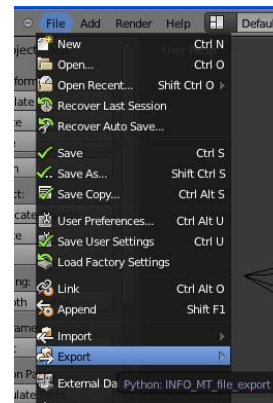 File Add Render Help Defau
New Ctrl N
Open... Ctrl O
Open Recent... Shift Ctrl O
Recover Last Session
Recover Auto Save...
Save Ctrl S
Save As... Shift Ctrl S
Save Copy... Ctrl Alt S
User Preferences... Ctrl Alt U
Save User Settings Ctrl U
Load Factory Settings
Link Ctrl Alt O
Append Shift F1
Import
Export
External Da Python: INFO_MT_file_export